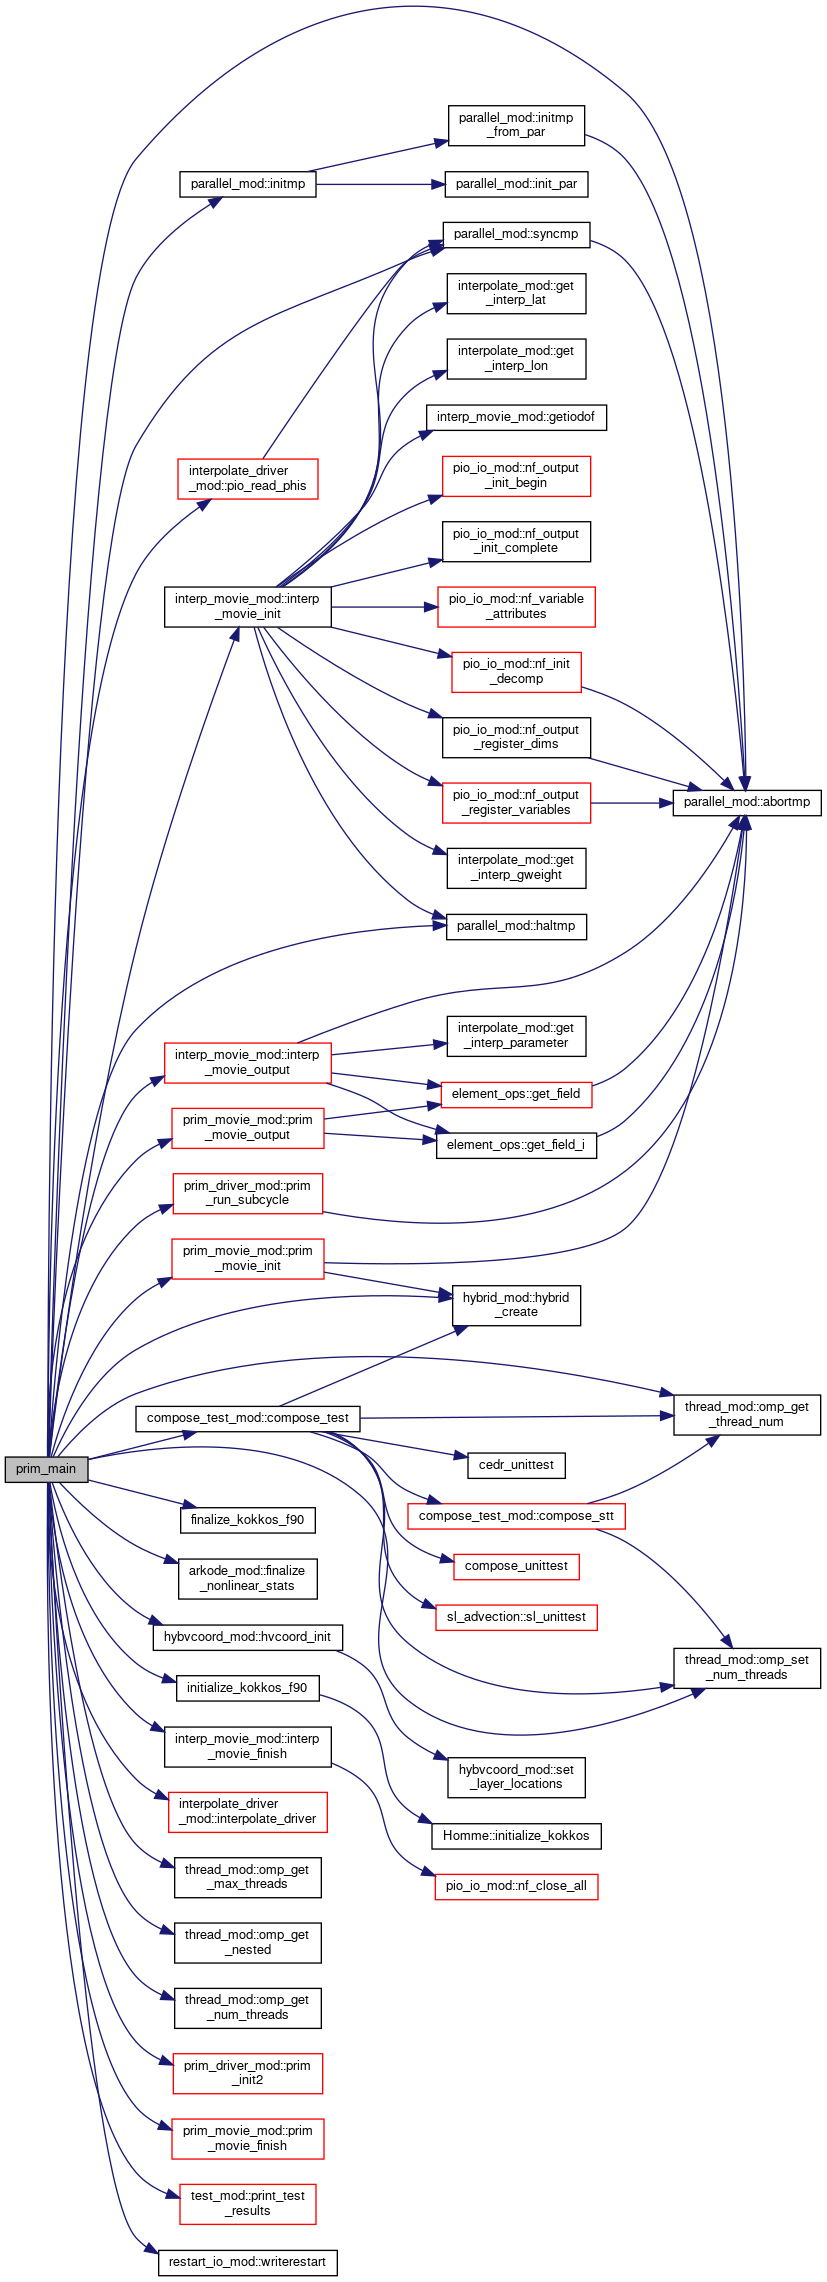 parallel_mod::initmp
_from_par
parallel_mod::initmp
parallel_mod::init_par
parallel_mod::syncmp
interpolate_mod::get
_interp_lat
interpolate_mod::get
_interp_lon
interp_movie_mod::getiodof
interpolate_driver
_mod::pio_read_phis
pio_io_mod::nf_output
_init_begin
pio_io_mod::nf_output
_init_complete
interp_movie_mod::interp
_movie_init
pio_io_mod::nf_variable
_attributes
pio_io_mod::nf_init
_decomp
pio_io_mod::nf_output
_register_dims
pio_io_mod::nf_output
_register_variables
parallel_mod::abortmp
interpolate_mod::get
_interp_gweight
parallel_mod::haltmp
interpolate_mod::get
_interp_parameter
interp_movie_mod::interp
_movie_output
element_ops::get_field
prim_movie_mod::prim
_movie_output
element_ops::get_field_i
prim_driver_mod::prim
_run_subcycle
prim_movie_mod::prim
_movie_init
hybrid_mod::hybrid
_create
compose_test_mod::compose_test
thread_mod::omp_get
_thread_num
prim_main
cedr_unittest
finalize_kokkos_f90
compose_test_mod::compose_stt
arkode_mod::finalize
_nonlinear_stats
compose_unittest
sl_advection::sl_unittest
hybvcoord_mod::hvcoord_init
thread_mod::omp_set
_num_threads
initialize_kokkos_f90
interp_movie_mod::interp
_movie_finish
hybvcoord_mod::set
_layer_locations
interpolate_driver
_mod::interpolate_driver
Homme::initialize_kokkos
thread_mod::omp_get
_max_threads
pio_io_mod::nf_close_all
thread_mod::omp_get
_nested
thread_mod::omp_get
_num_threads
prim_driver_mod::prim
_init2
prim_movie_mod::prim
_movie_finish
test_mod::print_test
_results
restart_io_mod::writerestart